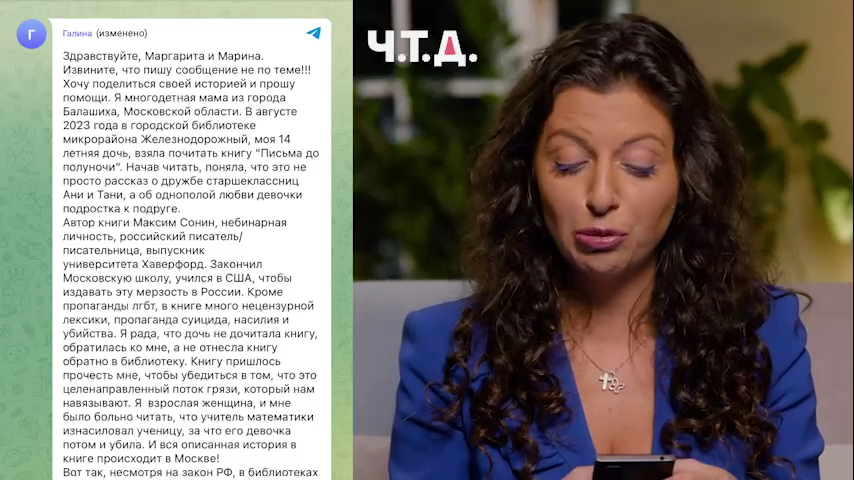 Г
Галина (изменено)
Здравствуйте, Маргарита и Марина.
Извините, что пишу сообщение не по теме!!!
Хочу поделиться своей историей и прошу
помощи. Я многодетная мама из города
Балашиха, Московской области. В августе
2023 года в городской библиотеке
микрорайона Железнодорожный, моя 14
летняя дочь, взяла почитать книгу "Письма до
полуночи". Начав читать, поняла, что это не
просто рассказ о дружбе старшеклассниц
Ани и Тани, а об однополой любви девочки
подростка к подруге.
Автор книги Максим Сонин, небинарная
личность, российский писатель/
писательница, выпускник
университета Хаверфорд. Закончил
Московскую школу, учился в США, чтобы
издавать эту мерзость в России. Кроме
пропаганды лгбт, в книге много нецензурной
лексики, пропаганда суицида, насилия и
убийства. Я рада, что дочь не дочитала книгу,
обратилась ко мне, а не отнесла книгу
обратно в библиотеку. Книгу пришлось
прочесть мне, чтобы убедиться в том, что это
целенаправленный поток грязи, который нам
навязывают. Я взрослая женщина, и мне
было больно читать, что учитель математики
изнасиловал ученицу, за что его девочка
потом и убила. И вся описанная история в
книге происходит в Москве!
Вот так, несмотря на закон РФ, в библиотеках
Ч.Т.Д.